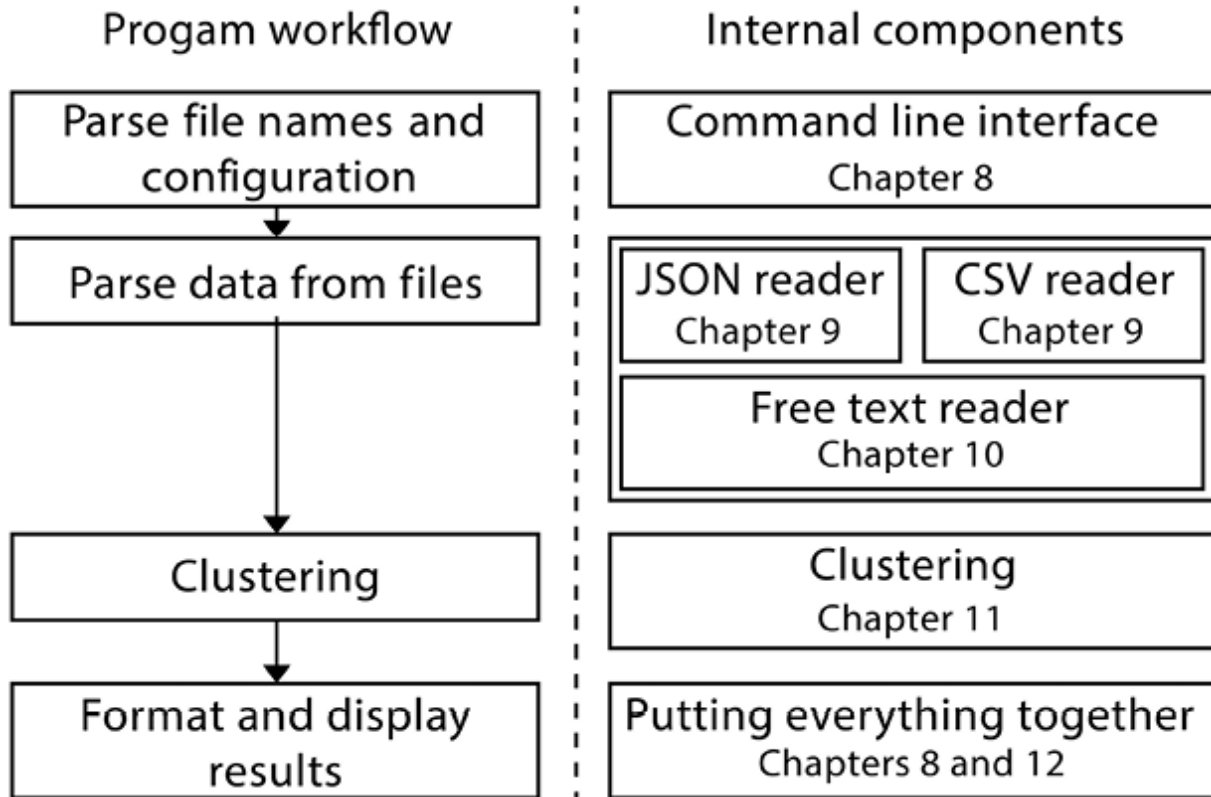 Progam workflow
Internal components
Parse file names and
configuration
Command line interface
Chapter 8
Parse data from files
JSON reader
Chapter 9
CSV reader
Chapter 9
Free text reader
Chapter 10
Clustering
Clustering
Chapter 11
Format and display
results
Putting everything together
Chapters 8 and 12